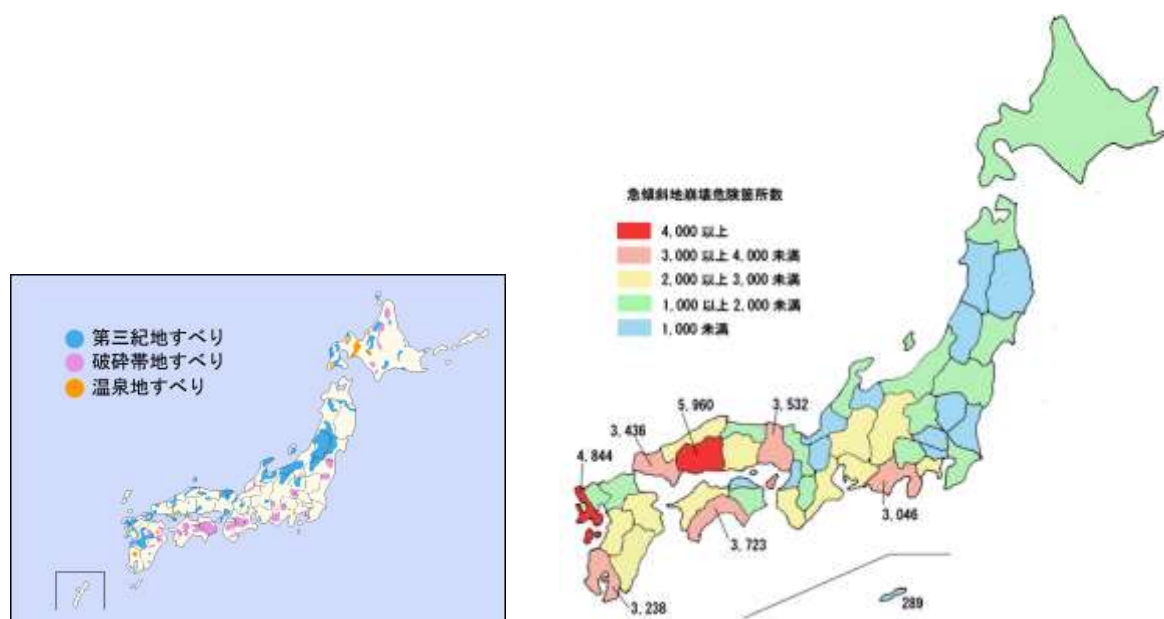 第三紀地すべり
破砕帯地すべり
温泉地すべり
急傾斜地崩壊危険箇所数
4,000 以上
3,000 以上 4,000 未満
2,000 以上 3,000 未満
1,000 以上 2,000 未満
1,000 未満
5,960
3,532
3,436
4,844
3,046
3,723
3,238
289